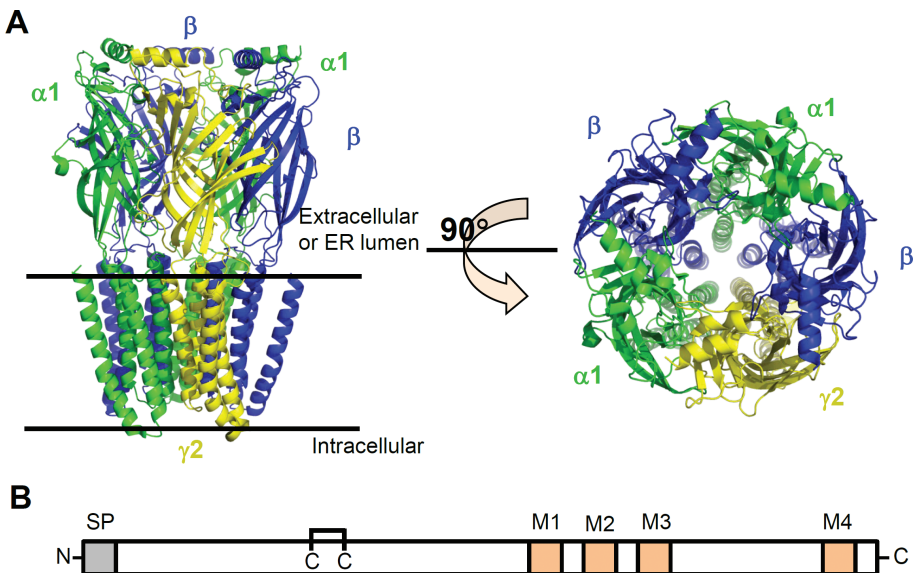 A
β
α1
α1
β
Extracellular
or ER lumen
Intracellular
γ2
90°
β
α1
β
α1
γ2
B
SP
M1
M2
M3
M4
N
C
C
C